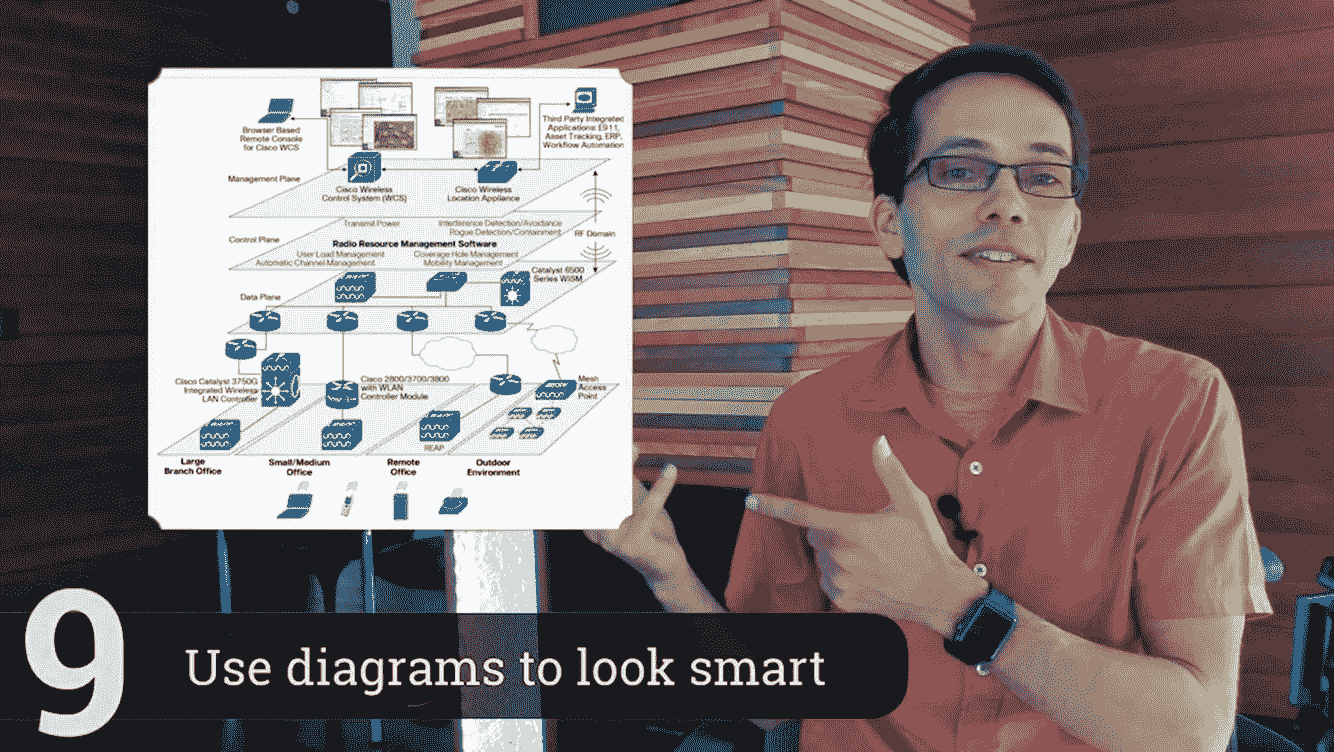 Browser Based
Remote Console
for Cisco WCS
Third Party Integrated
Applications: E911,
Asset Tracking, ERP,
Workflow Automation
Management Plane
Cisco Wireless
Control System (WCS)
Cisco Wireless
Location Appliance
Transmit Power
Interference Detection/Avoidance
Rogue Detection/Containment
Control Plane
RF Domain
Radio Resource Management Software
User Load Management
Coverage Hole Management
Automatic Channel Management
Mobility Management
Catalyst 6500
Series WiSM
Data Plane
Cisco Catalyst 3750G
Integrated Wireless
LAN Controller
Cisco 2800/3700/3800
with WLAN
Controller Module
Mesh
Access
Point
REAP
Large
Branch Office
Small/Medium
Office
Remote
Office
Outdoor
Environment
9
Use diagrams to look smart